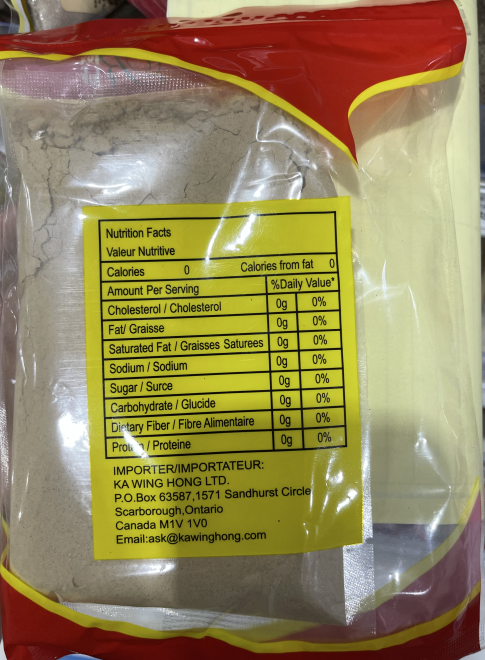 Nutrition Facts
Valeur Nutritive
Calories 0 Calories from fat 0
Amount Per Serving %Daily Value*
Cholesterol / Cholesterol 0g 0%
Fat/ Graisse 0g 0%
Saturated Fat / Graisses Saturees 0g 0%
Sodium / Sodium 0g 0%
Sugar / Surce 0g 0%
Carbohydrate / Glucide 0g 0%
Dietary Fiber / Fibre Alimentaire 0g 0%
Protein / Proteine 0g 0%
IMPORTER/IMPORTATEUR:
KA WING HONG LTD.
P.O.Box 63587,1571 Sandhurst Circle
Scarborough,Ontario
Canada M1V 1V0
Email:ask@kawinghong.com